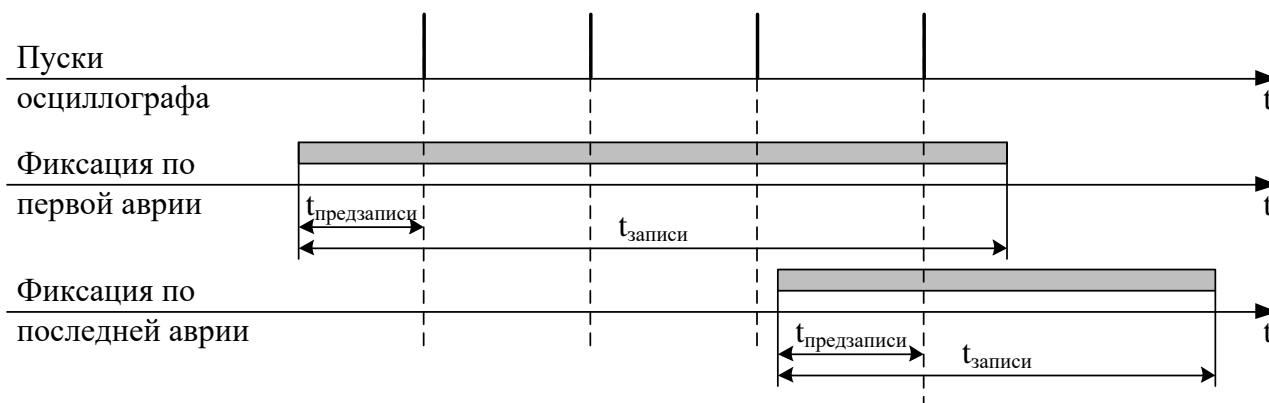 Пуски
осциллографа
t
Фиксация по
первой аврии
t
tпредзаписи
tзаписи
Фиксация по
последней аврии
t
tпредзаписи
tзаписи